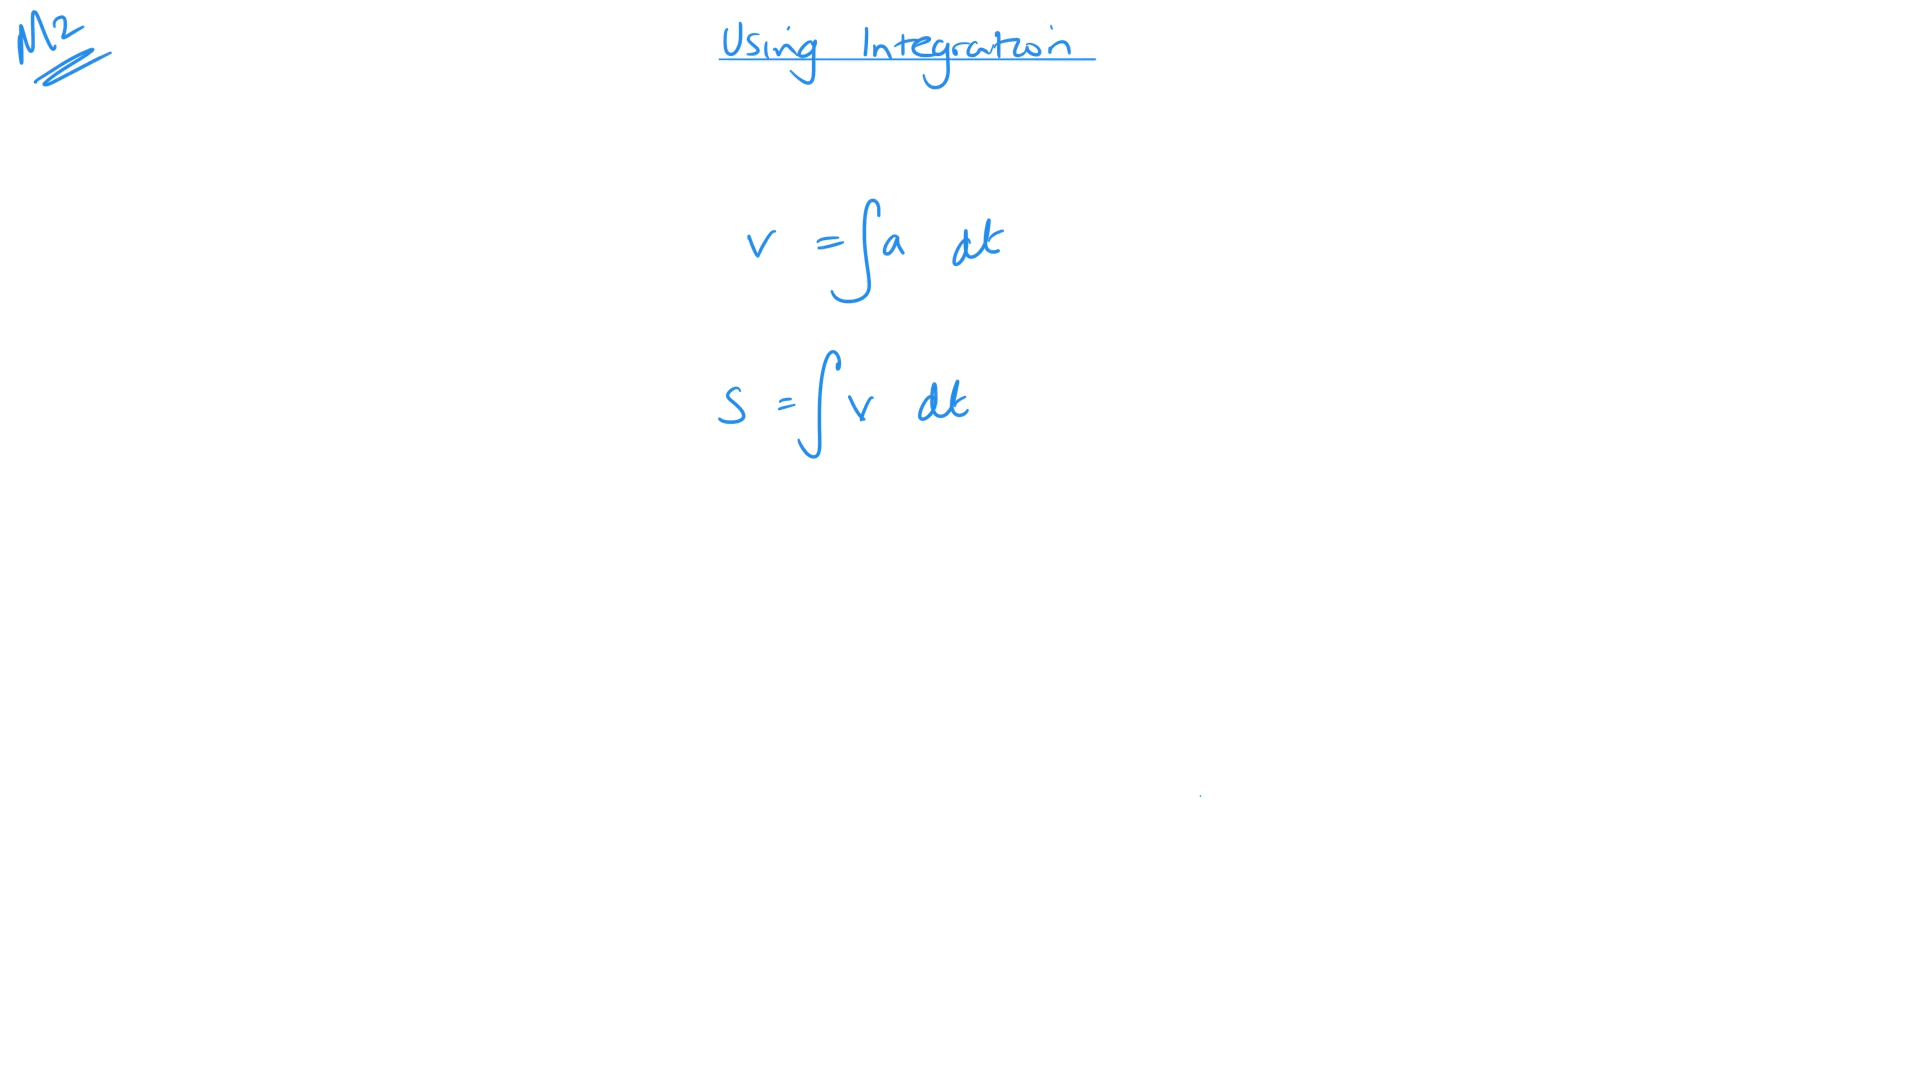 M2
Using Integration
v = ∫ a dt
s = ∫ v dt